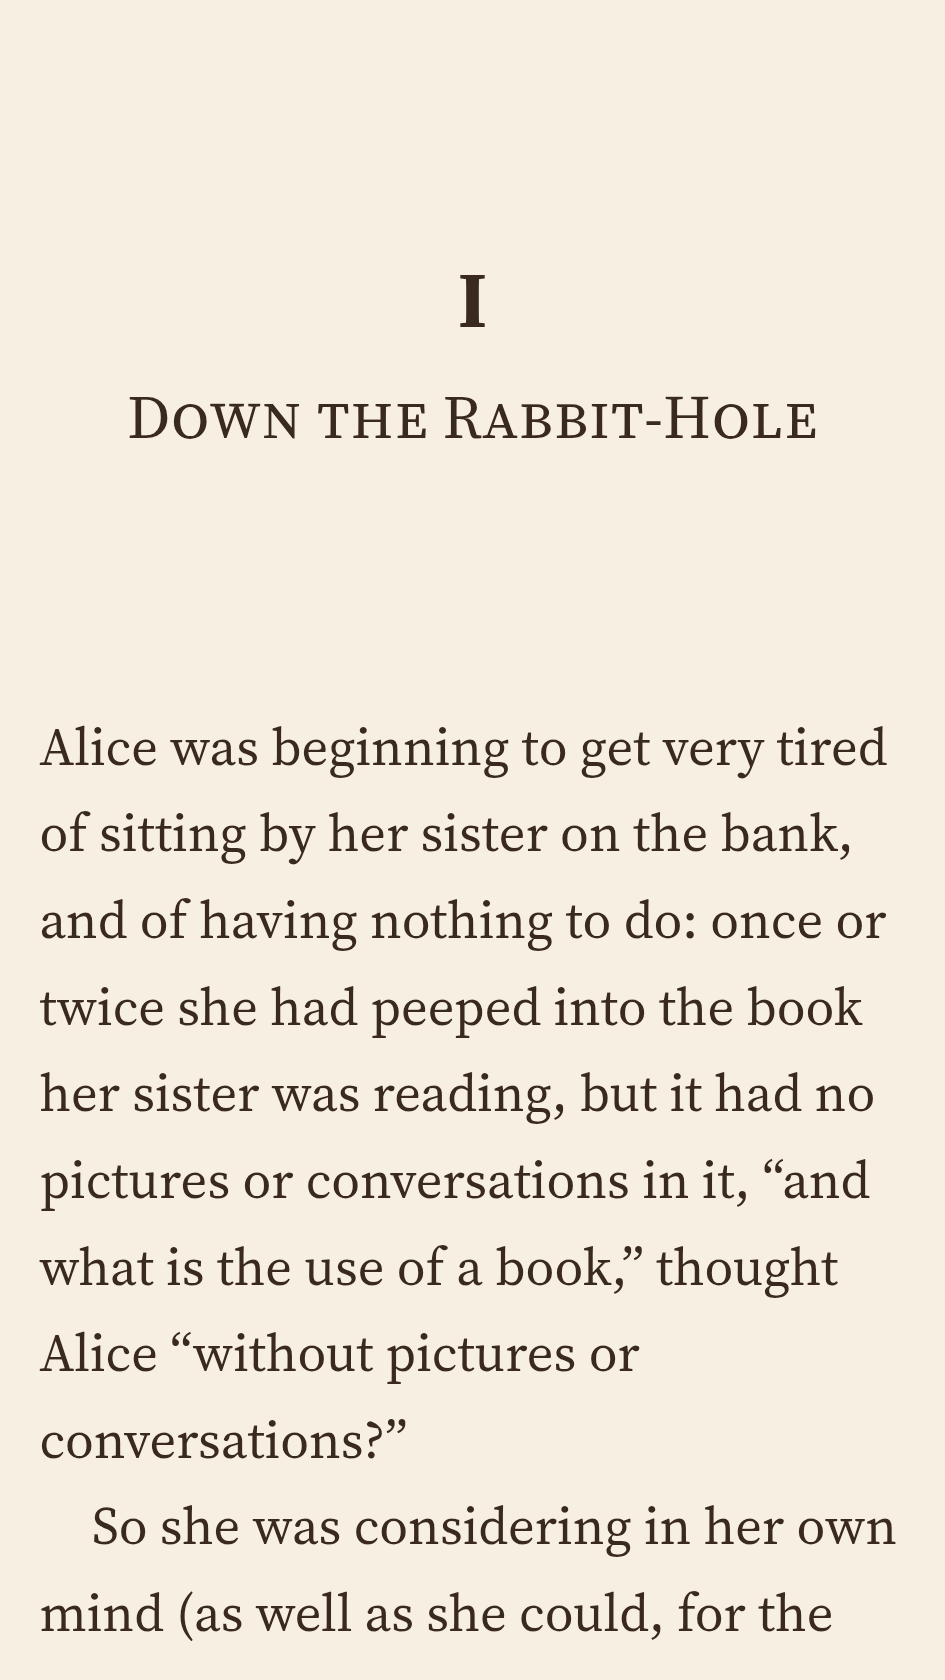 I
Down the Rabbit-Hole
Alice was beginning to get very tired
of sitting by her sister on the bank,
and of having nothing to do: once or
twice she had peeped into the book
her sister was reading, but it had no
pictures or conversations in it, “and
what is the use of a book,” thought
Alice “without pictures or
conversations?”
So she was considering in her own
mind (as well as she could, for the